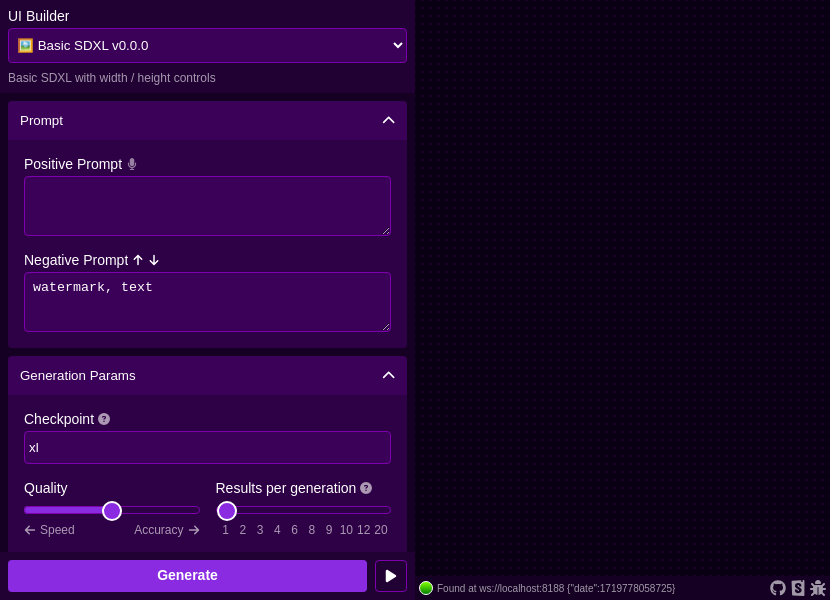 UI Builder
🖼️ Basic SDXL v0.0.0
Basic SDXL with width / height controls
Prompt
Positive Prompt
Negative Prompt ↑ ↓
watermark, text
Generation Params
Checkpoint ?
xl
Quality
Results per generation ?
← Speed Accuracy →
1 2 3 4 6 8 9 10 12 20
Generate
Found at ws://localhost:8188 {"date":1719778058725}